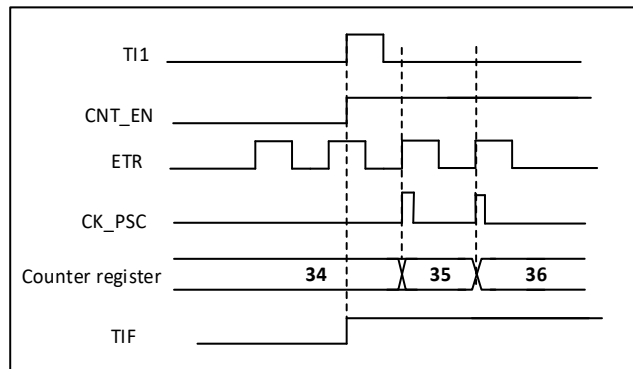 TI1
CNT_EN
ETR
CK_PSC
Counter register 34 35 36
TIF